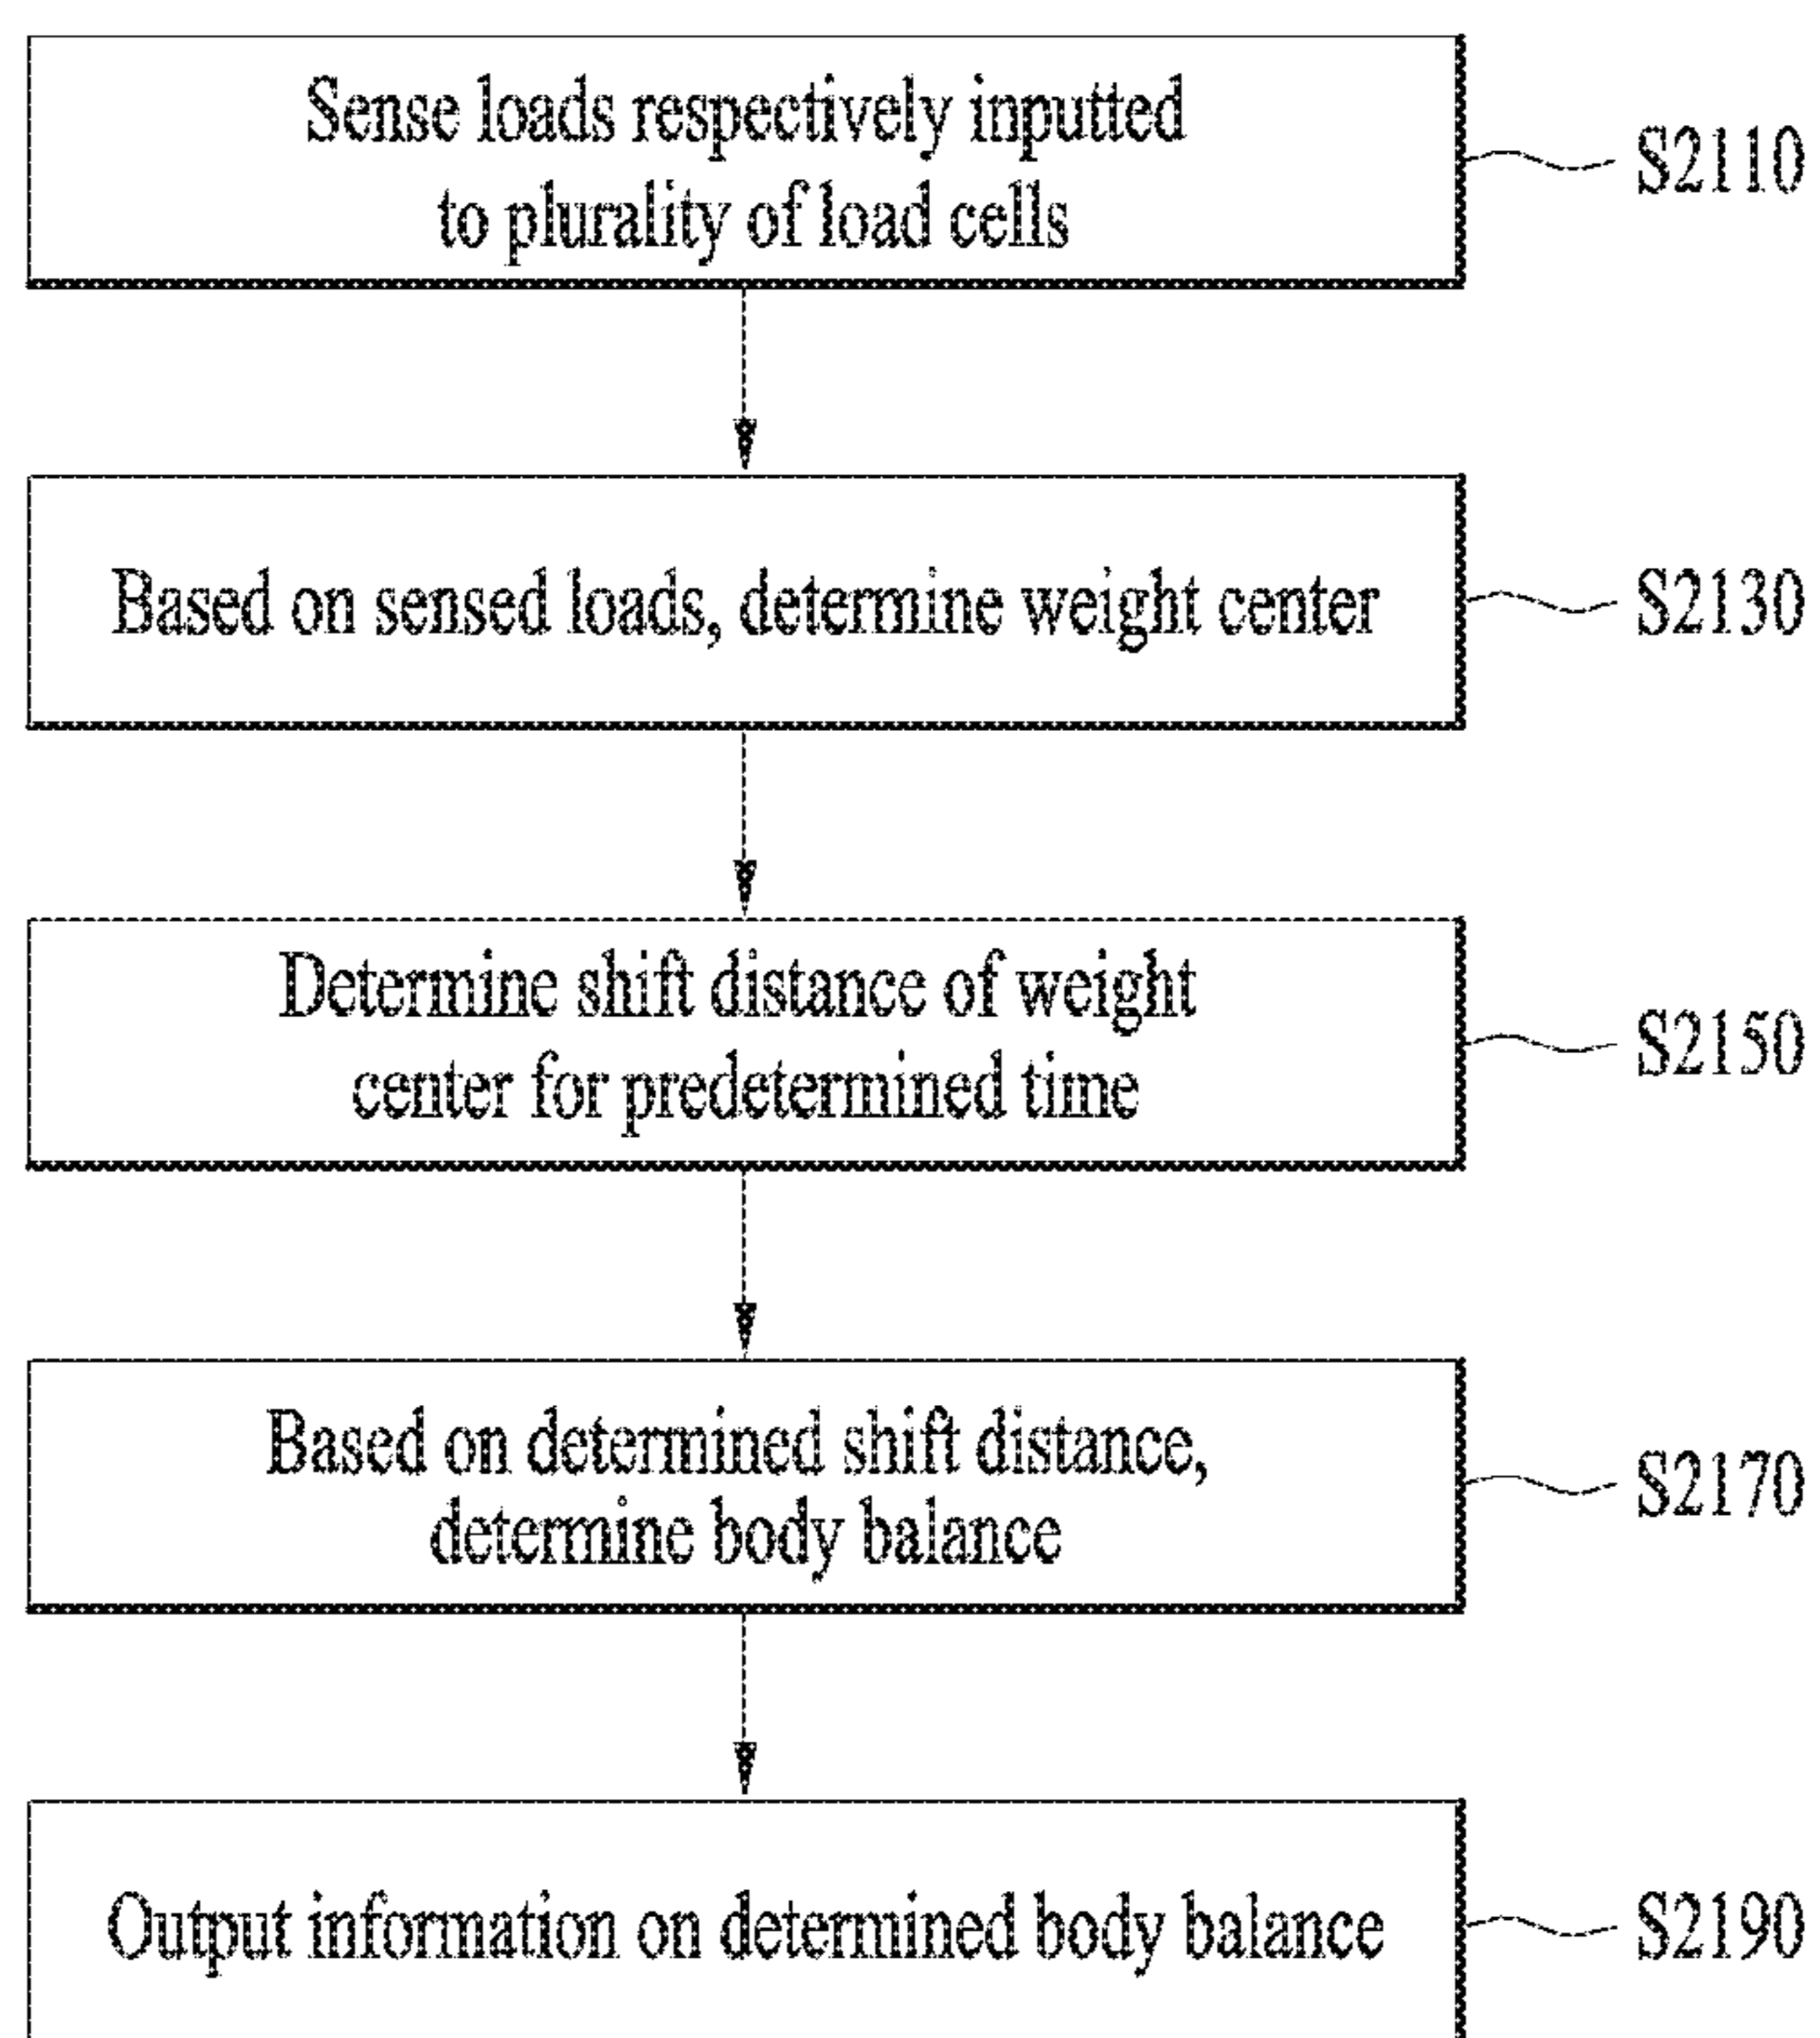 Sense loads respectively inputted
to plurality of load cells
S2110
Based on sensed loads, determine weight center
S2130
Determine shift distance of weight
center for predetermined time
S2150
Based on determined shift distance,
determine body balance
S2170
Output information on determined body balance
S2190